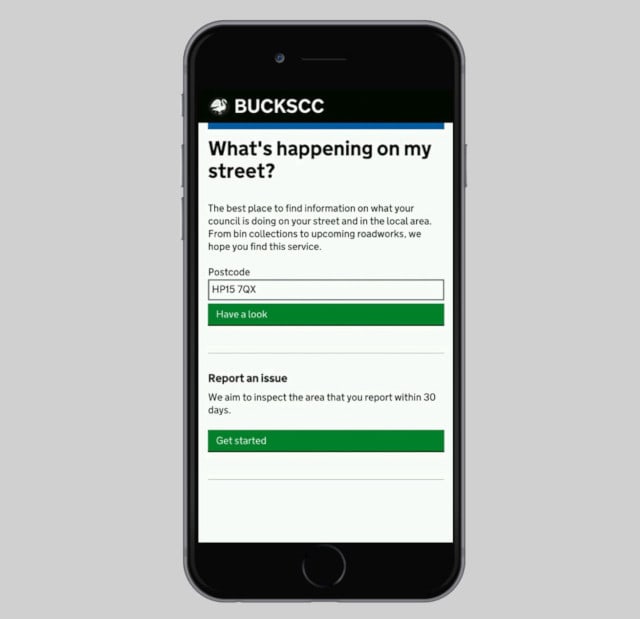 BUCKSCC
What's happening on my
street?
The best place to find information on what your
council is doing on your street and in the local area.
From bin collections to upcoming roadworks, we
hope you find this service.
Postcode
HP15 7QX
Have a look
Report an issue
We aim to inspect the area that you report within 30
days.
Get started